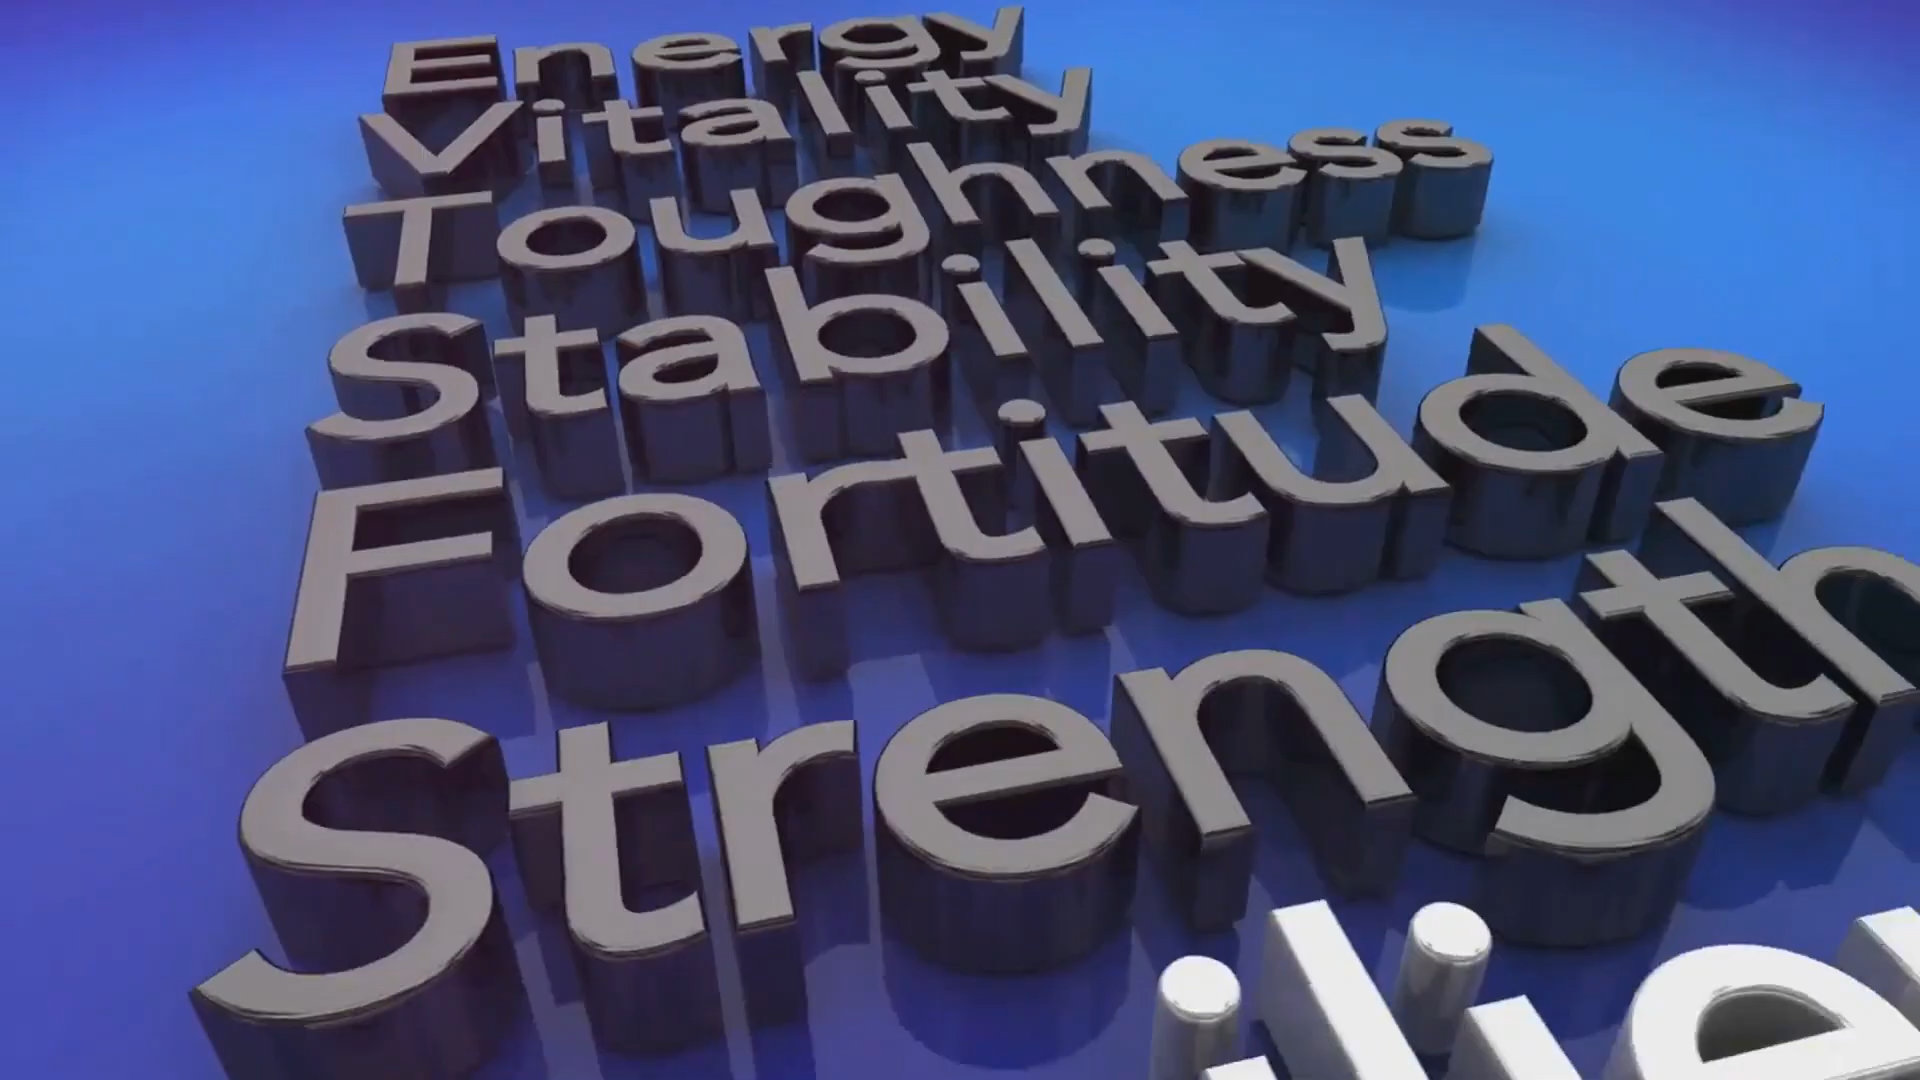 Energy
Vitality
Toughness
Stability
Fortitude
Strength